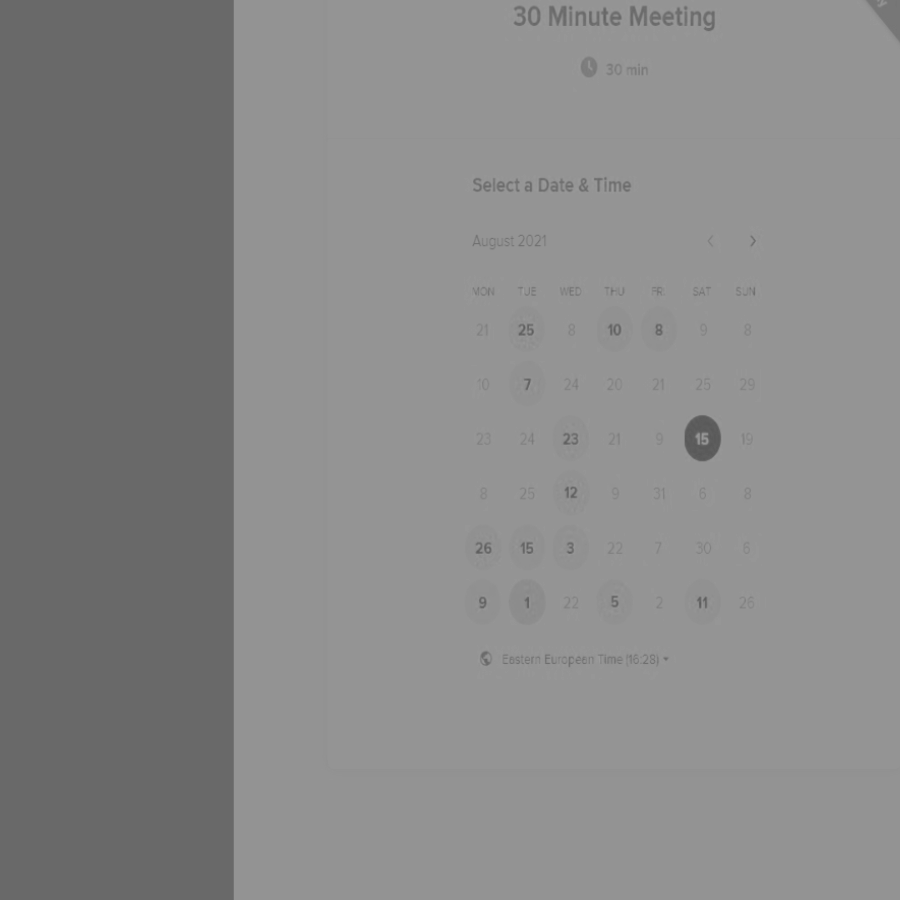 30 Minute Meeting
30 min
Select a Date & Time
August 2021
MON TUE WED THU FRI SAT SUN
21 25 8 10 8 9 8
10 7 24 20 21 25 29
23 24 23 21 9 15 19
8 25 12 9 31 6 8
26 15 3 22 7 30 6
9 1 22 5 2 11 26
Eastern European Time (16:28)